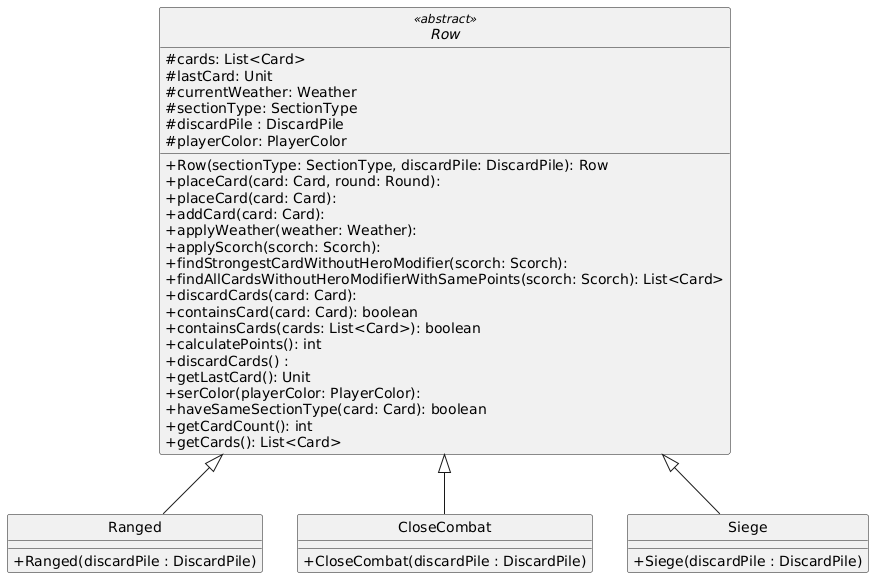 «abstract»
Row
#cards: List<Card>
#lastCard: Unit
#currentWeather: Weather
#sectionType: SectionType
#discardPile : DiscardPile
#playerColor: PlayerColor
+Row(sectionType: SectionType, discardPile: DiscardPile): Row
+placeCard(card: Card, round: Round):
+placeCard(card: Card):
+addCard(card: Card):
+applyWeather(weather: Weather):
+applyScorch(scorch: Scorch):
+findStrongestCardWithoutHeroModifier(scorch: Scorch):
+findAllCardsWithoutHeroModifierWithSamePoints(scorch: Scorch): List<Card>
+discardCards(card: Card):
+containsCard(card: Card): boolean
+containsCards(cards: List<Card>): boolean
+calculatePoints(): int
+discardCards() :
+getLastCard(): Unit
+serColor(playerColor: PlayerColor):
+haveSameSectionType(card: Card): boolean
+getCardCount(): int
+getCards(): List<Card>
Ranged
+Ranged(discardPile : DiscardPile)
CloseCombat
+CloseCombat(discardPile : DiscardPile)
Siege
+Siege(discardPile : DiscardPile)